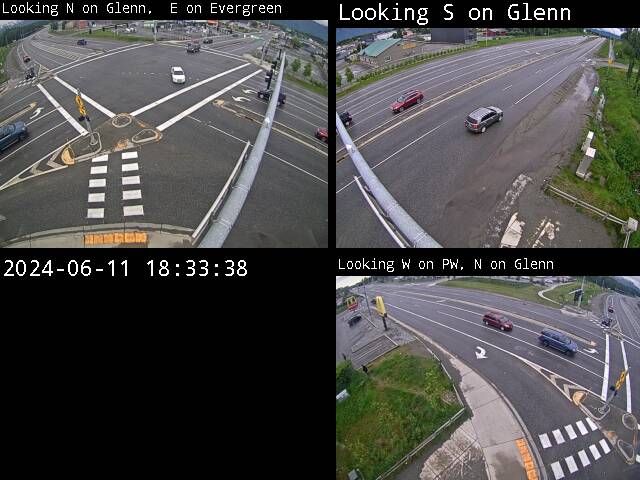 Looking N on Glenn,  E on Evergreen
Looking S on Glenn
2024-06-11 18:33:38
Looking W on PW, N on Glenn